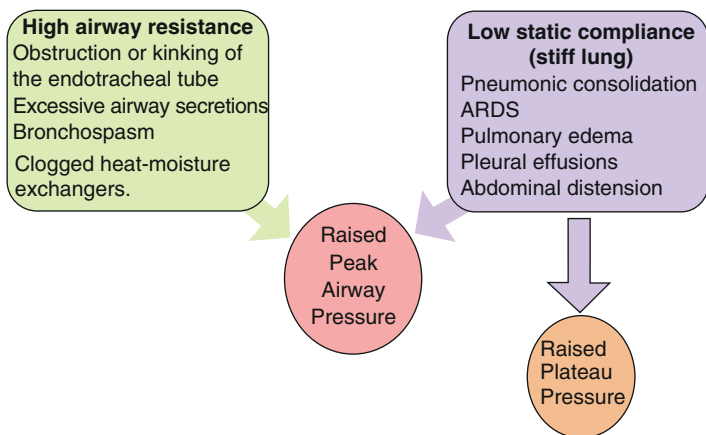 High airway resistance
Obstruction or kinking of
the endotracheal tube
Excessive airway secretions
Bronchospasm
Clogged heat-moisture
exchangers.
Low static compliance
(stiff lung)
Pneumonic consolidation
ARDS
Pulmonary edema
Pleural effusions
Abdominal distension
Raised
Peak
Airway
Pressure
Raised
Plateau
Pressure